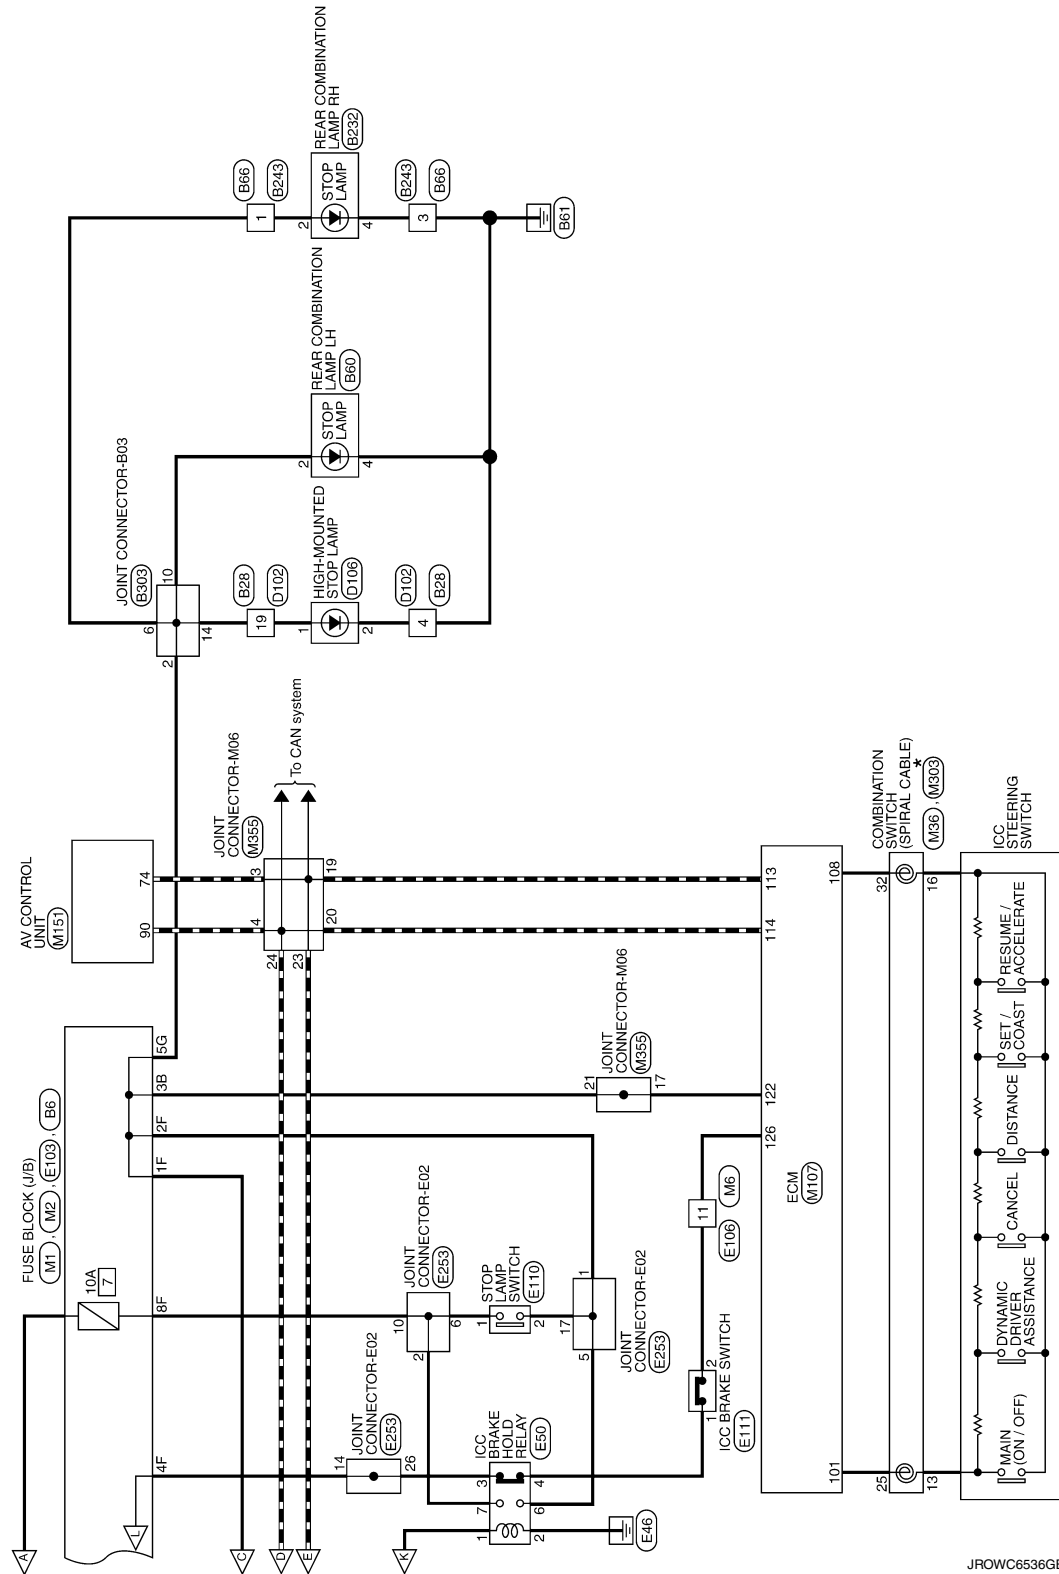 FUSE BLOCK (J/B)
M1 , M2 , E103 , B6
10A
7
A
L
C
D
E
K
4F
8F
1F
2F
3B
5G
AV CONTROL
UNIT
M151
90
74
JOINT
CONNECTOR-M06
M355
4
3
24
23
20
19
To CAN system
JOINT CONNECTOR-B03
B303
6
10
2
14
B28
D102
19
HIGH-MOUNTED
STOP LAMP
D106
1
2
D102
B28
4
REAR COMBINATION
LAMP LH
B60
STOP
LAMP
2
4
B66
B243
1
REAR COMBINATION
LAMP RH
B232
STOP
LAMP
2
4
B243
B66
3
B61
JOINT
CONNECTOR-E02
E253
14
26
JOINT
CONNECTOR-E02
E253
10
2
6
STOP
LAMP
SWITCH
E110
1
2
ICC
BRAKE
HOLD
RELAY
E50
1
7
3
2
6
4
E46
17
1
5
JOINT
CONNECTOR-E02
E253
JOINT
CONNECTOR-M06
M355
21
17
1
2
ICC BRAKE SWITCH
E111
11
E106
M6
126
122
114
113
ECM
M107
101
108
25
32
13
16
COMBINATION
SWITCH
(SPIRAL CABLE)
*
M36 , M303
ICC
STEERING
SWITCH
MAIN
(ON / OFF)
DYNAMIC
DRIVER
ASSISTANCE
CANCEL
DISTANCE
SET /
COAST
RESUME /
ACCELERATE